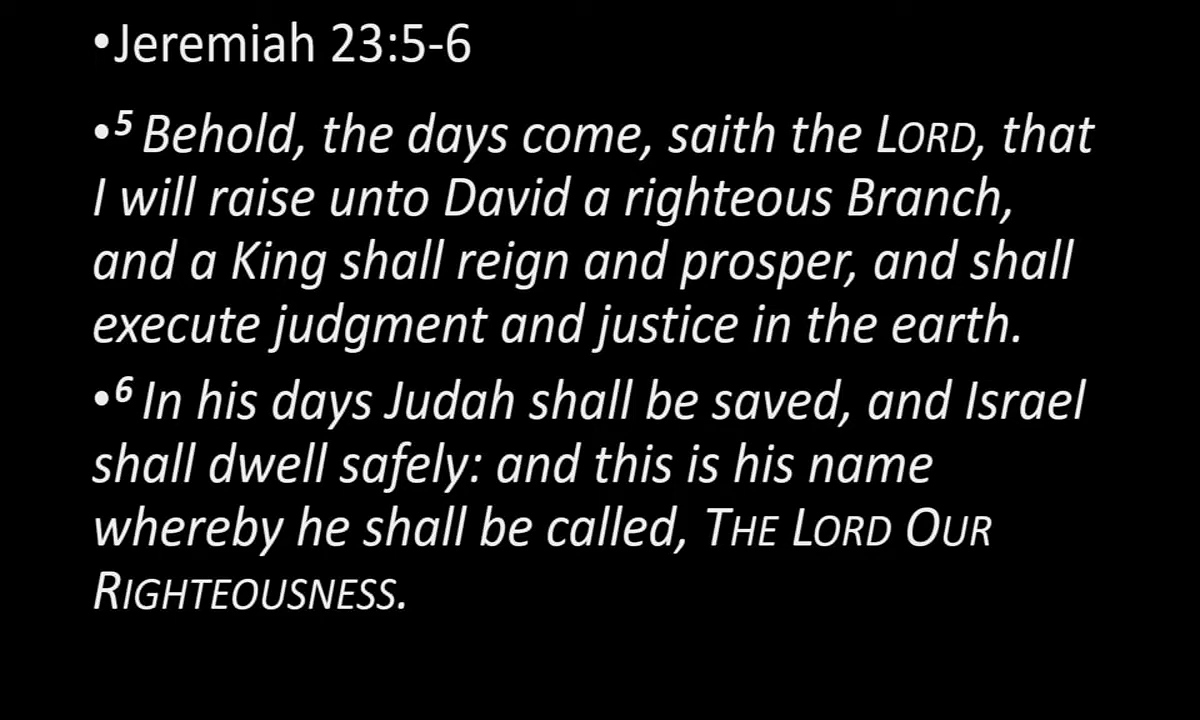 •Jeremiah 23:5-6
•⁵ Behold, the days come, saith the LORD, that
I will raise unto David a righteous Branch,
and a King shall reign and prosper, and shall
execute judgment and justice in the earth.
•⁶ In his days Judah shall be saved, and Israel
shall dwell safely: and this is his name
whereby he shall be called, THE LORD OUR
RIGHTEOUSNESS.